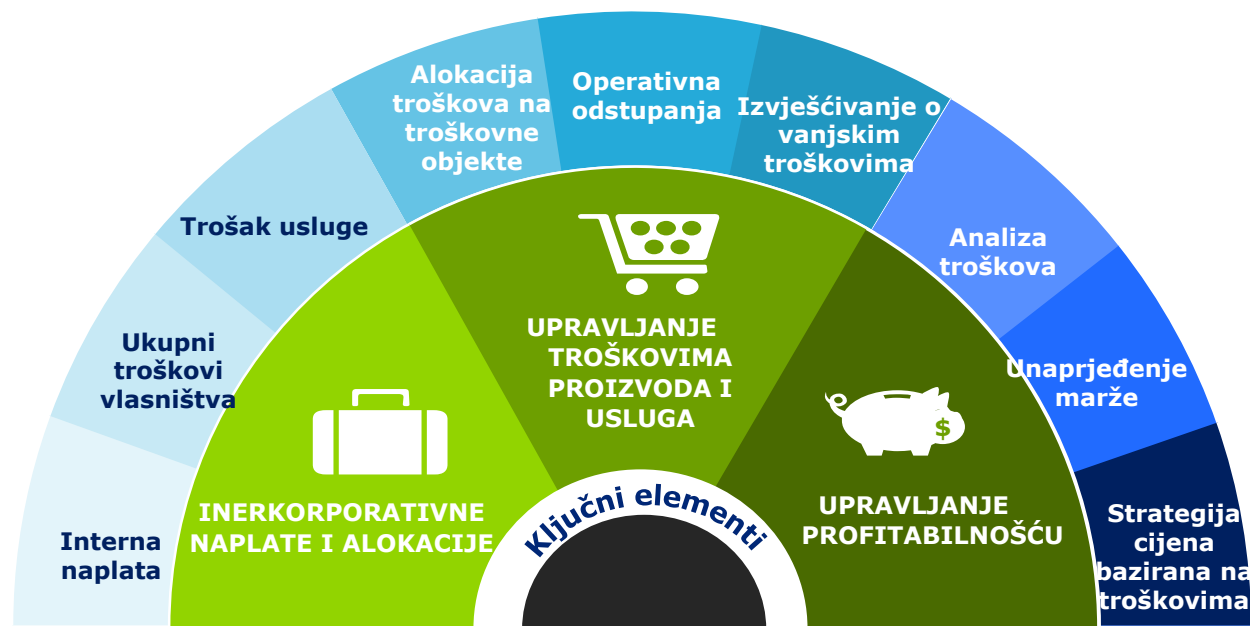 Alokacija
troškova na
troškovne
objekte
Operativna
odstupanja
Izvješćivanje o
vanjskim
troškovima
Trošak usluge
Analiza
troškova
Ukupni
troškovi
vlasništva
Unaprjeđenje
marže
Interna
naplata
Strategija
cijena
bazirana na
troškovima
UPRAVLJANJE
TROŠKOVIMA
PROIZVODA I
USLUGA
INERKORPORATIVNE
NAPLATE I ALOKACIJE
$
UPRAVLJANJE
PROFITABILNOŠĆU
Ključni elementi